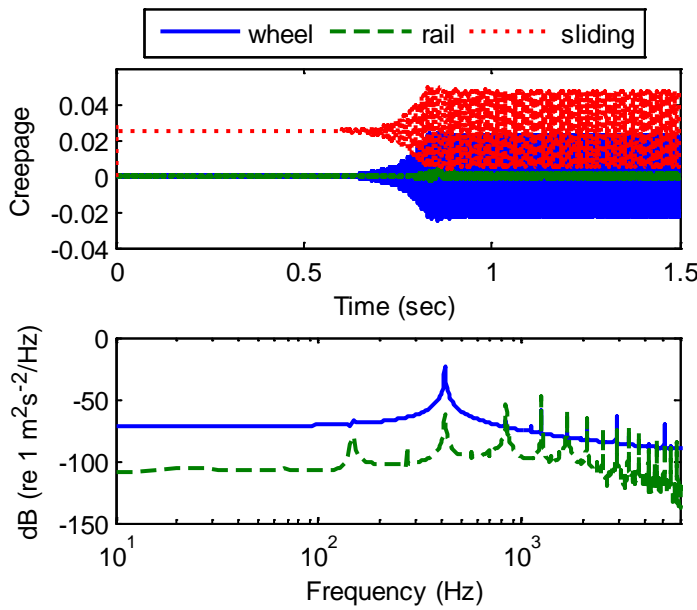 wheel rail sliding
0.04
0.02
0
-0.02
-0.04
Creepage
0 0.5 1 1.5
Time (sec)
0
-50
-100
-150
dB (re 1 m²s⁻²/Hz)
10¹ 10² 10³
Frequency (Hz)